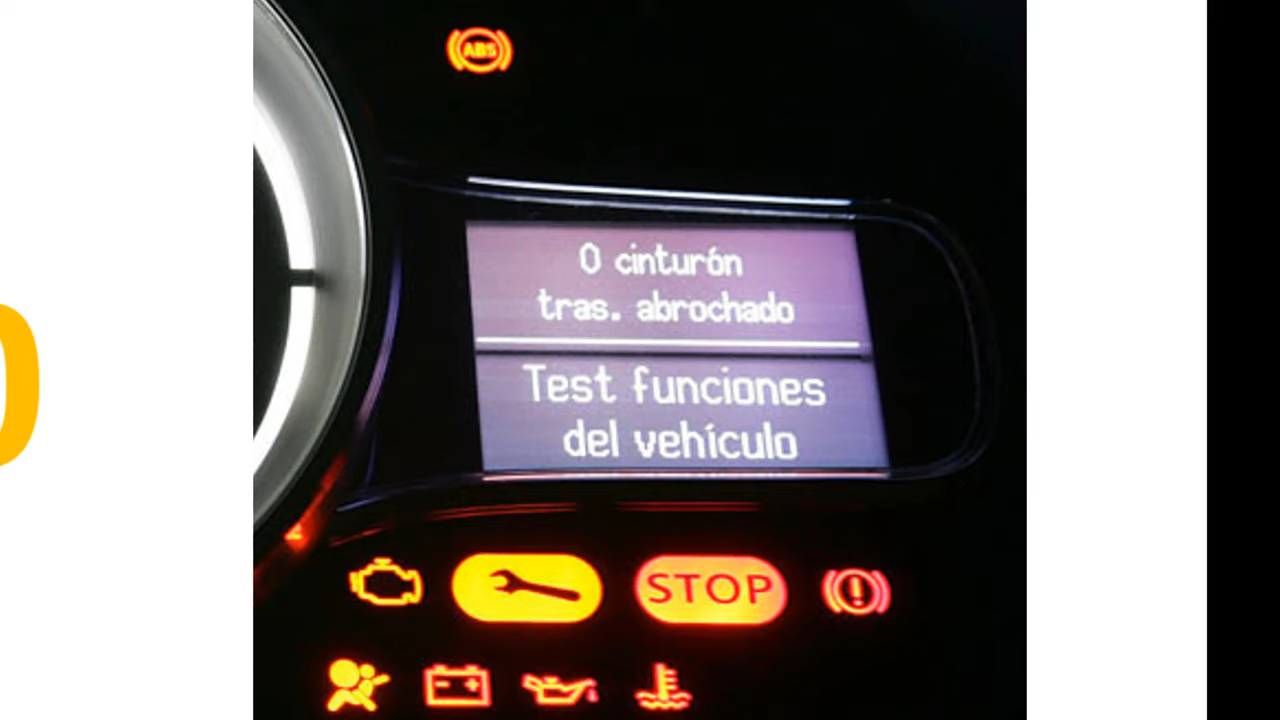 ABS
0 cinturón
tras. abrochado
Test funciones
del vehículo
STOP